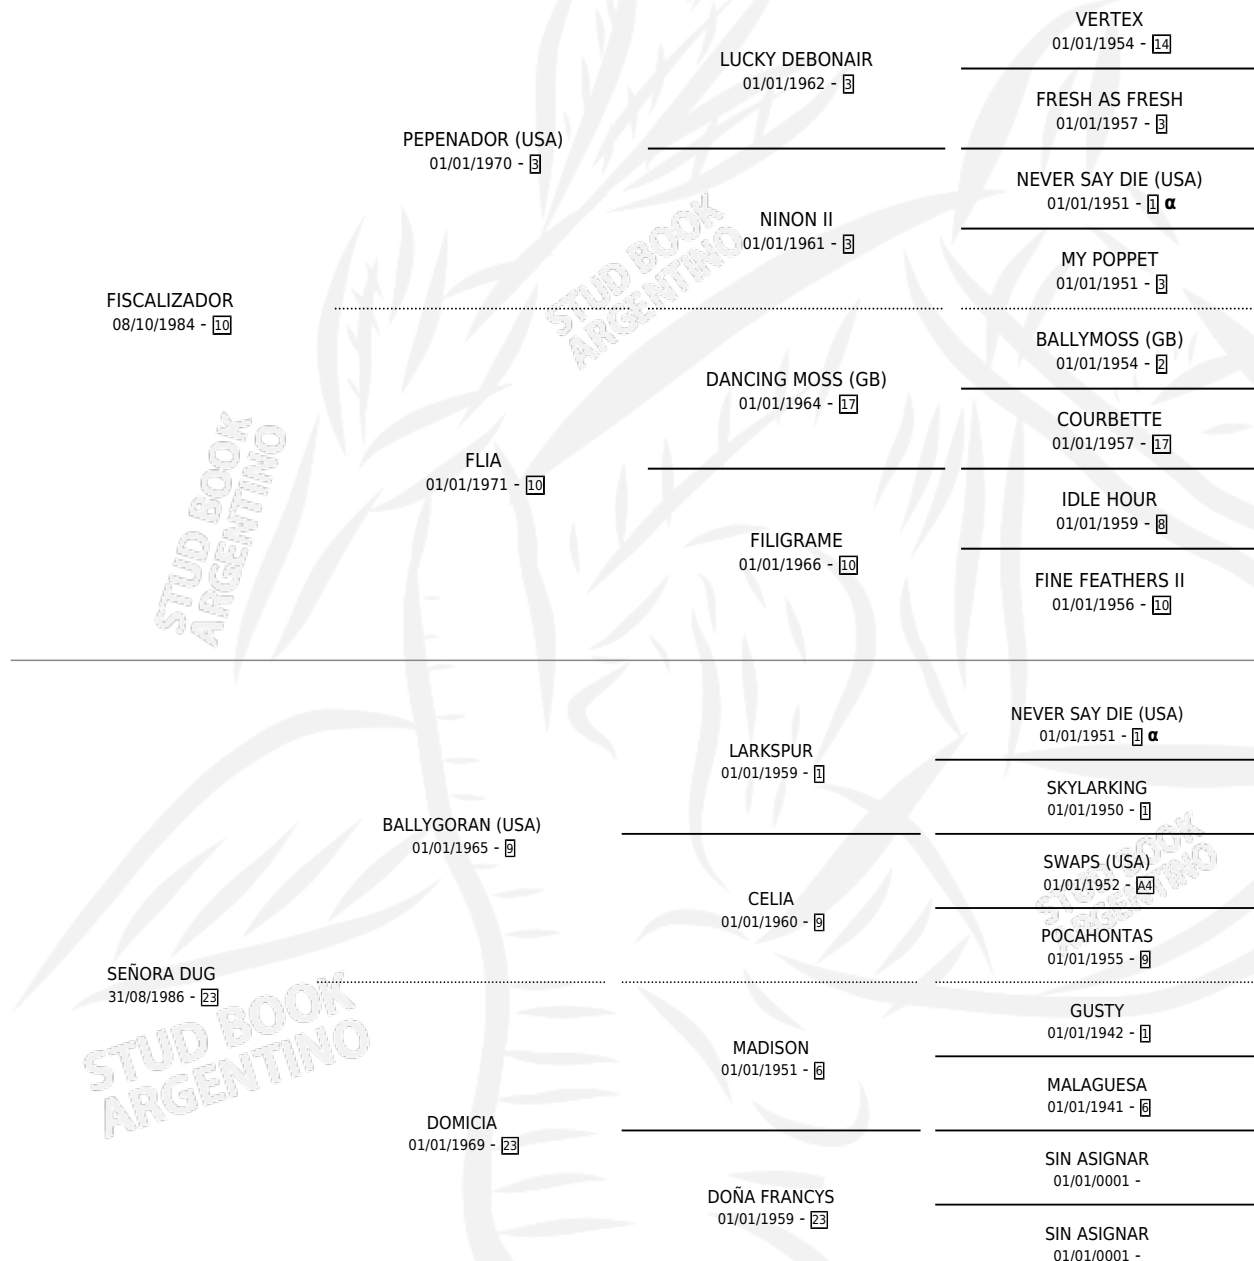 VERTEX
01/01/1954 - 14
LUCKY DEBONAIR
01/01/1962 - 3
FRESH AS FRESH
01/01/1957 - 3
PEPENADOR (USA)
01/01/1970 - 3
NEVER SAY DIE (USA)
01/01/1951 - 1 α
NINON II
01/01/1961 - 3
MY POPPET
01/01/1951 - 3
FISCALIZADOR
08/10/1984 - 10
BALLYMOSS (GB)
01/01/1954 - 2
DANCING MOSS (GB)
01/01/1964 - 17
COURBETTE
01/01/1957 - 17
FLIA
01/01/1971 - 10
IDLE HOUR
01/01/1959 - 8
FILIGRAME
01/01/1966 - 10
FINE FEATHERS II
01/01/1956 - 10
NEVER SAY DIE (USA)
01/01/1951 - 1 α
LARKSPUR
01/01/1959 - 1
SKYLARKING
01/01/1950 - 1
BALLYGORAN (USA)
01/01/1965 - 9
SWAPS (USA)
01/01/1952 - A4
CELIA
01/01/1960 - 9
POCAHONTAS
01/01/1955 - 9
SEÑORA DUG
31/08/1986 - 23
GUSTY
01/01/1942 - 1
MADISON
01/01/1951 - 6
MALAGUESA
01/01/1941 - 6
DOMICIA
01/01/1969 - 23
SIN ASIGNAR
01/01/0001 -
DOÑA FRANCYS
01/01/1959 - 23
SIN ASIGNAR
01/01/0001 -
STUD BOOK
ARGENTINO
STUD BOOK
ARGENTINO
STUD BOOK
ARGENTINO
STUD BOOK
ARGENTINO